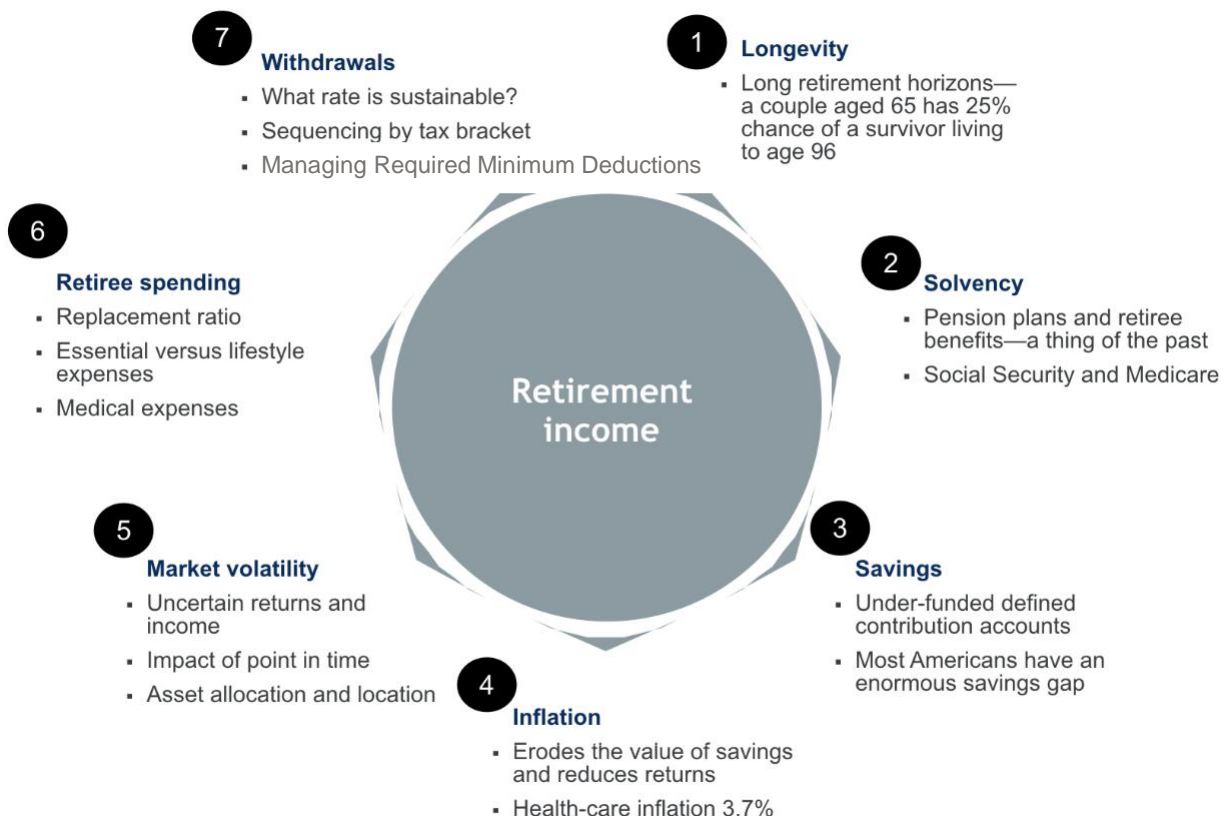 7
Withdrawals
▪ What rate is sustainable?
▪ Sequencing by tax bracket
▪ Managing Required Minimum Deductions
1
Longevity
▪ Long retirement horizons—
a couple aged 65 has 25%
chance of a survivor living
to age 96
6
Retiree spending
▪ Replacement ratio
▪ Essential versus lifestyle
expenses
▪ Medical expenses
2
Solvency
▪ Pension plans and retiree
benefits—a thing of the past
▪ Social Security and Medicare
Retirement
income
5
Market volatility
▪ Uncertain returns and
income
▪ Impact of point in time
▪ Asset allocation and location
3
Savings
▪ Under-funded defined
contribution accounts
▪ Most Americans have an
enormous savings gap
4
Inflation
▪ Erodes the value of savings
and reduces returns
▪ Health-care inflation 3.7%